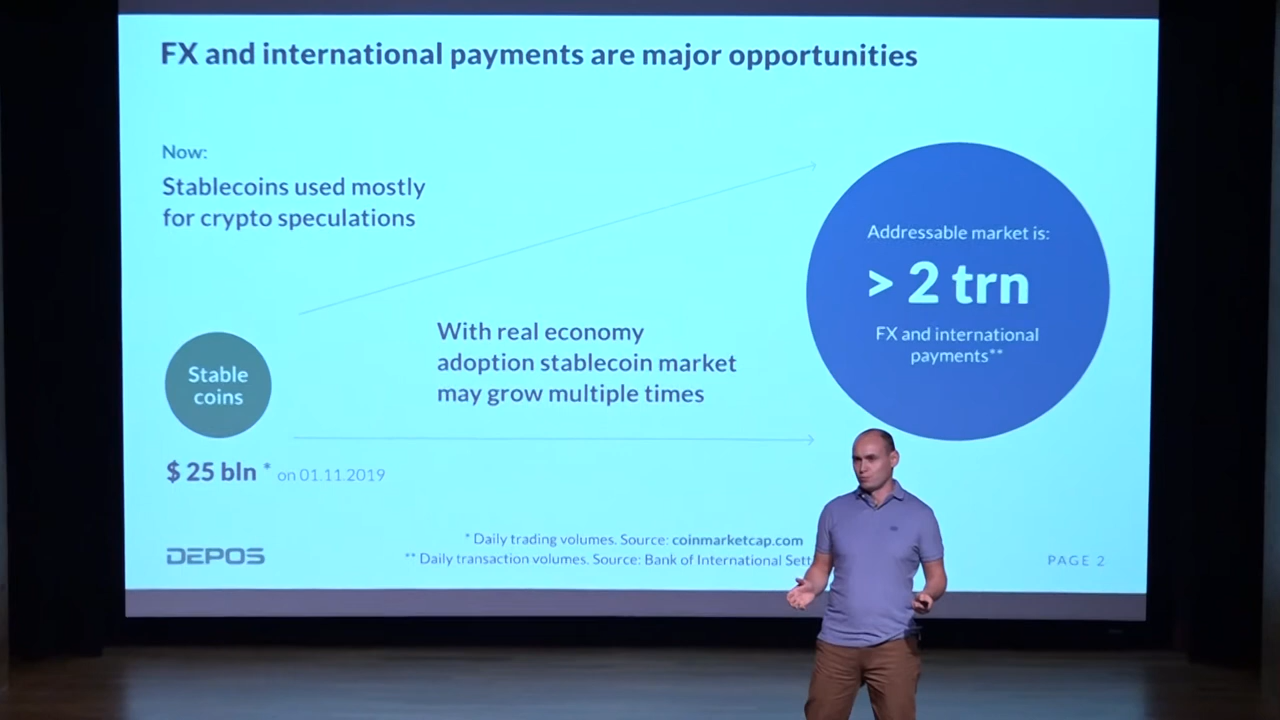 FX and international payments are major opportunities
Now:
Stablecoins used mostly
for crypto speculations
Addressable market is:
> 2 trn
FX and international
payments**
With real economy
adoption stablecoin market
may grow multiple times
Stable
coins
$ 25 bln * on 01.11.2019
* Daily trading volumes. Source: coinmarketcap.com
** Daily transaction volumes. Source: Bank of International
DEPOS
PAGE 2